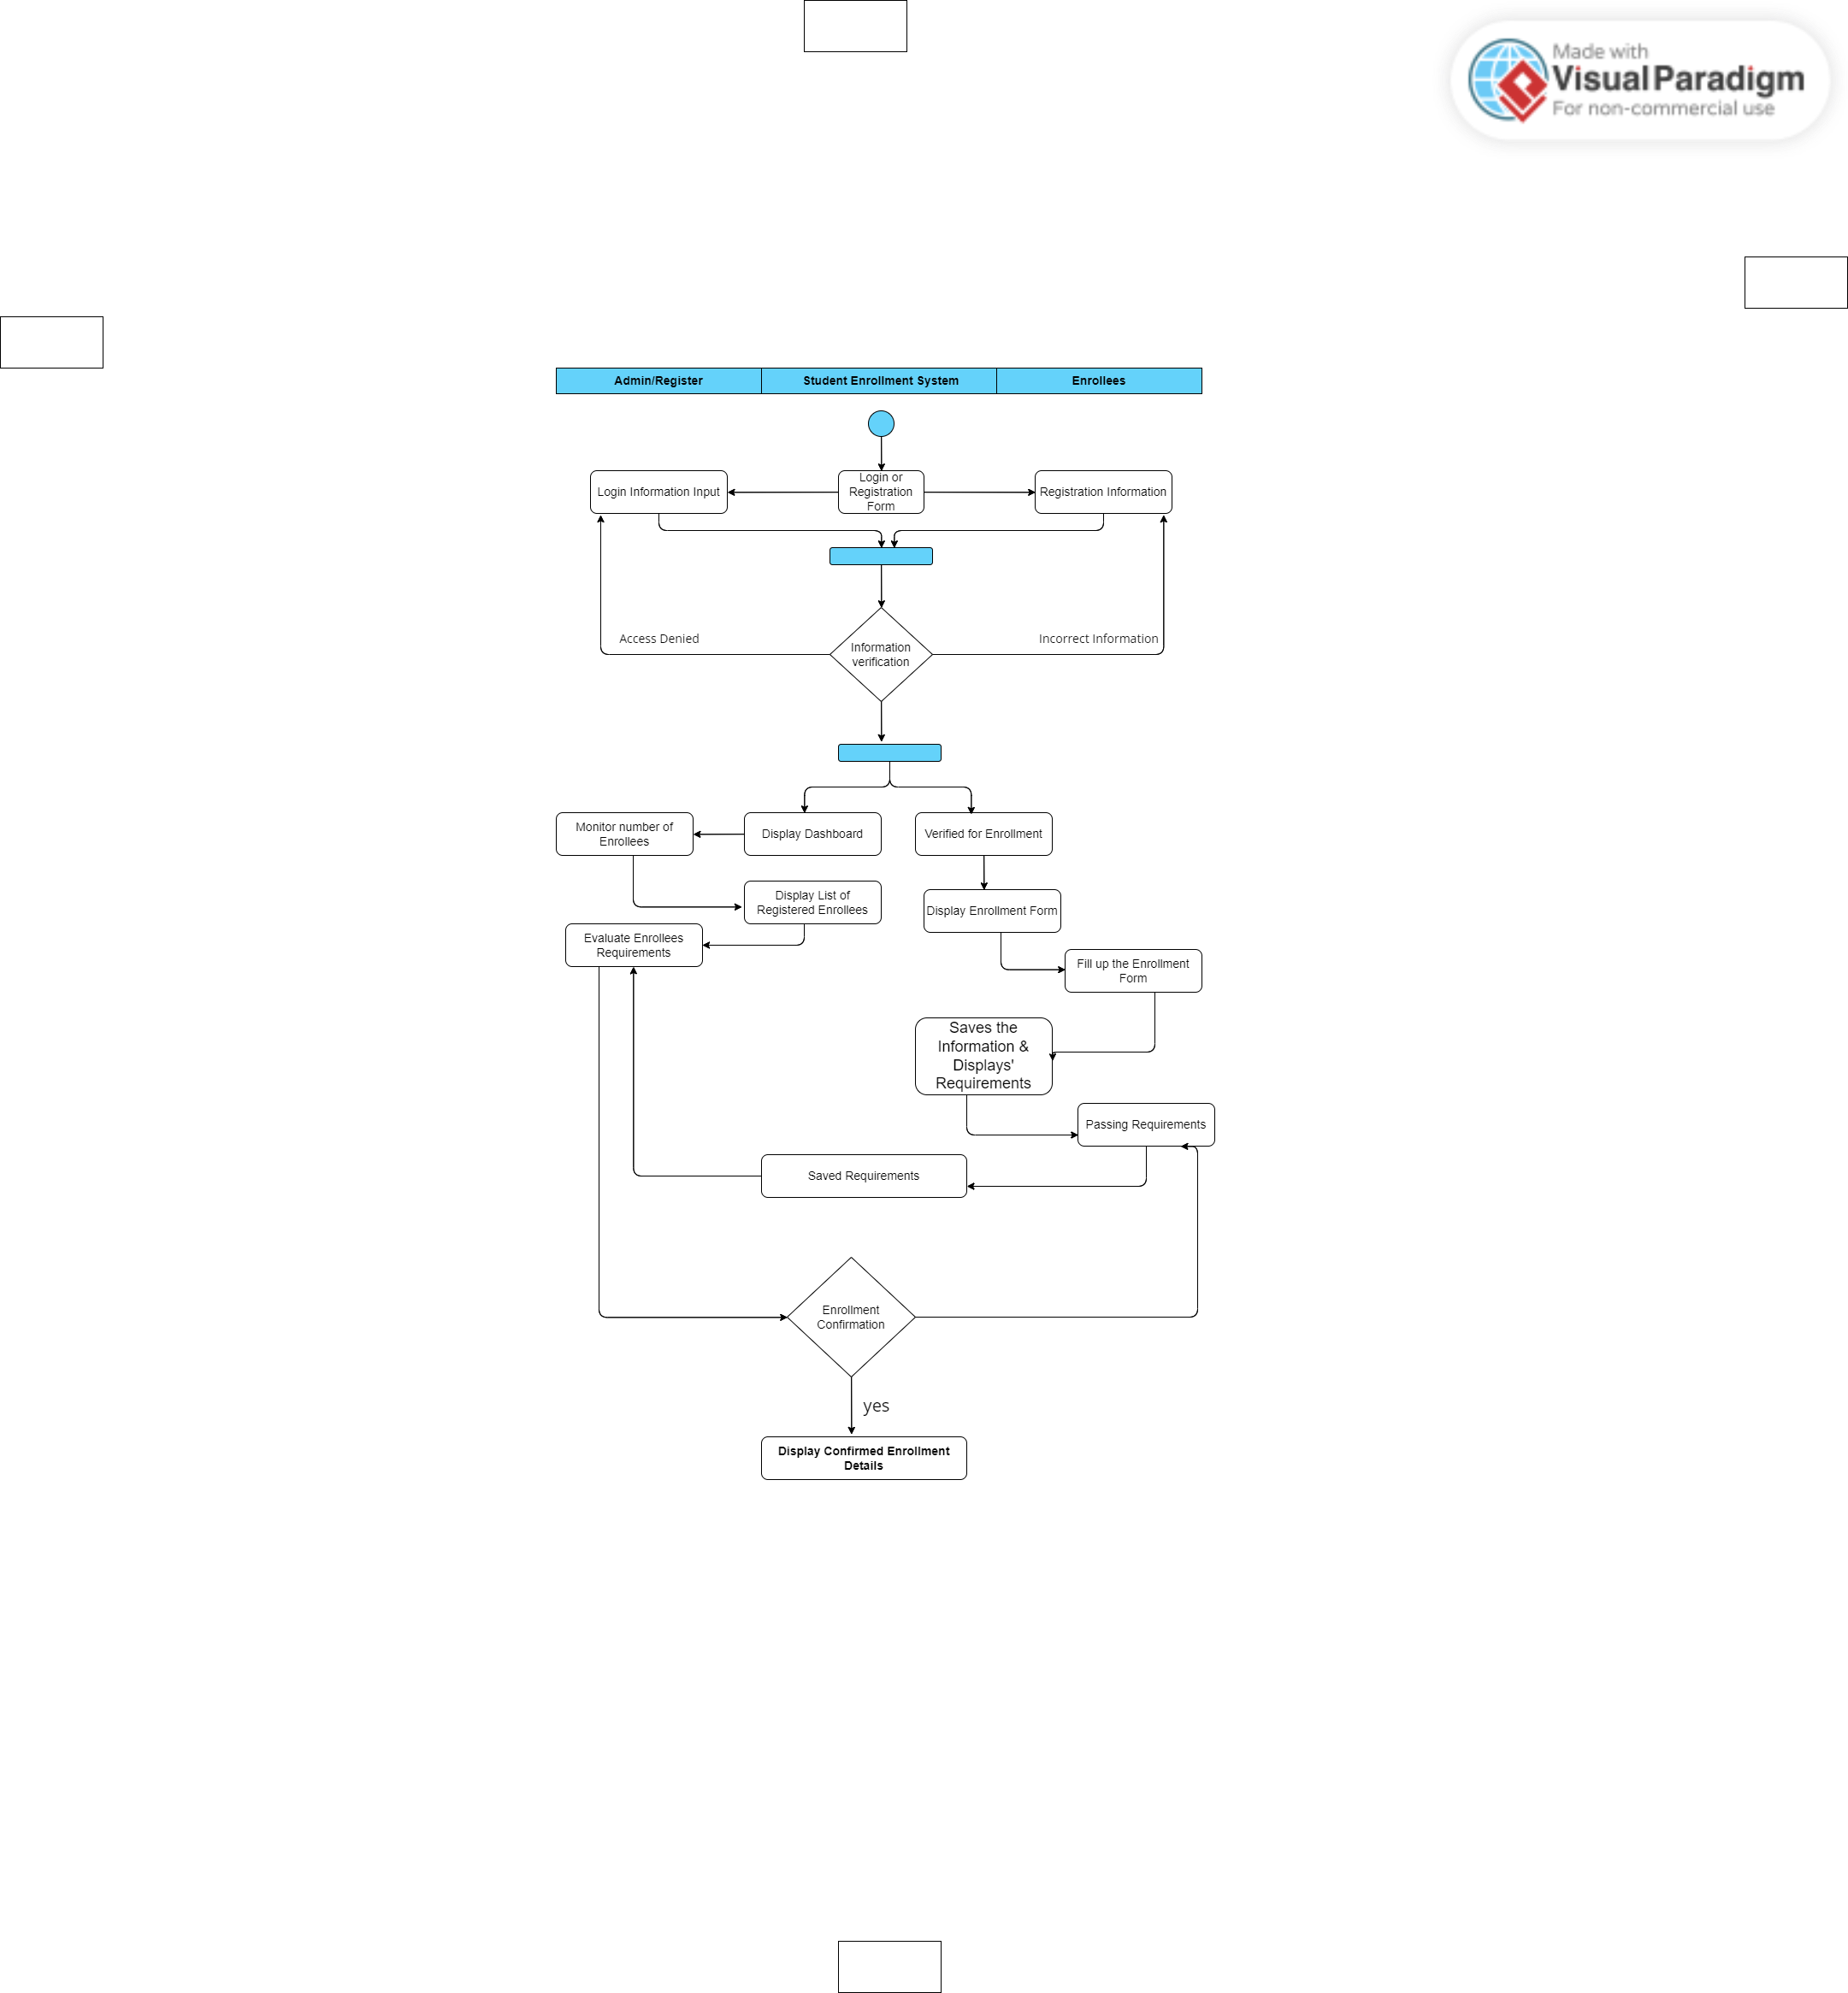 Made with
Visual Paradigm
For non-commercial use
Admin/Register
Student Enrollment System
Enrollees
Login Information Input
Login or
Registration
Form
Registration Information
Access Denied
Information
verification
Incorrect Information
Monitor number of
Enrollees
Display Dashboard
Verified for Enrollment
Display List of
Registered Enrollees
Display Enrollment Form
Evaluate Enrollees
Requirements
Fill up the Enrollment
Form
Saves the
Information &
Displays'
Requirements
Passing Requirements
Saved Requirements
Enrollment
Confirmation
yes
Display Confirmed Enrollment
Details